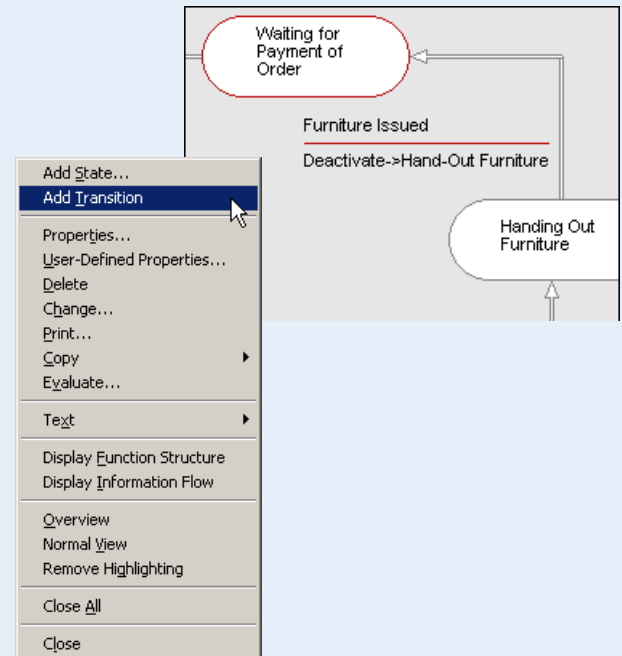 Waiting for
Payment of
Order
Furniture Issued
Deactivate->Hand-Out Furniture
Handing Out
Furniture
Add State...
Add Transition
Properties...
User-Defined Properties...
Delete
Change...
Print...
Copy
Evaluate...
Text
Display Function Structure
Display Information Flow
Overview
Normal View
Remove Highlighting
Close All
Close